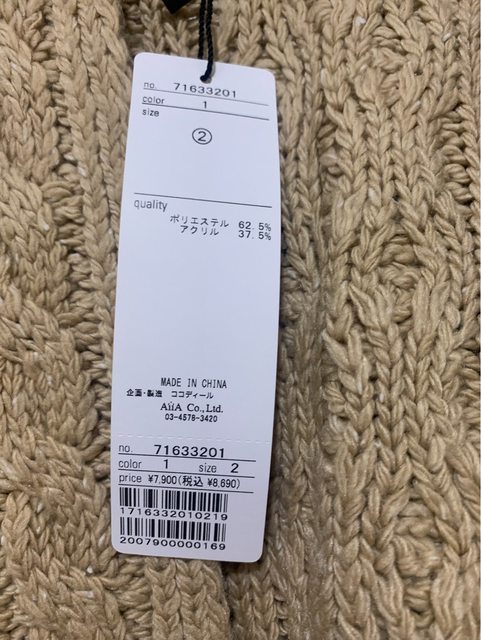 no. 71633201
color 1
size
②
quality
ポリエステル 62.5%
アクリル 37.5%
MADE IN CHINA
企画・製造 ココディール
AiiA Co.,Ltd.
03-4578-3420
no. 71633201
color 1 size 2
price ¥7,900(税込 ¥8,690)
1716332010219
2007900000169